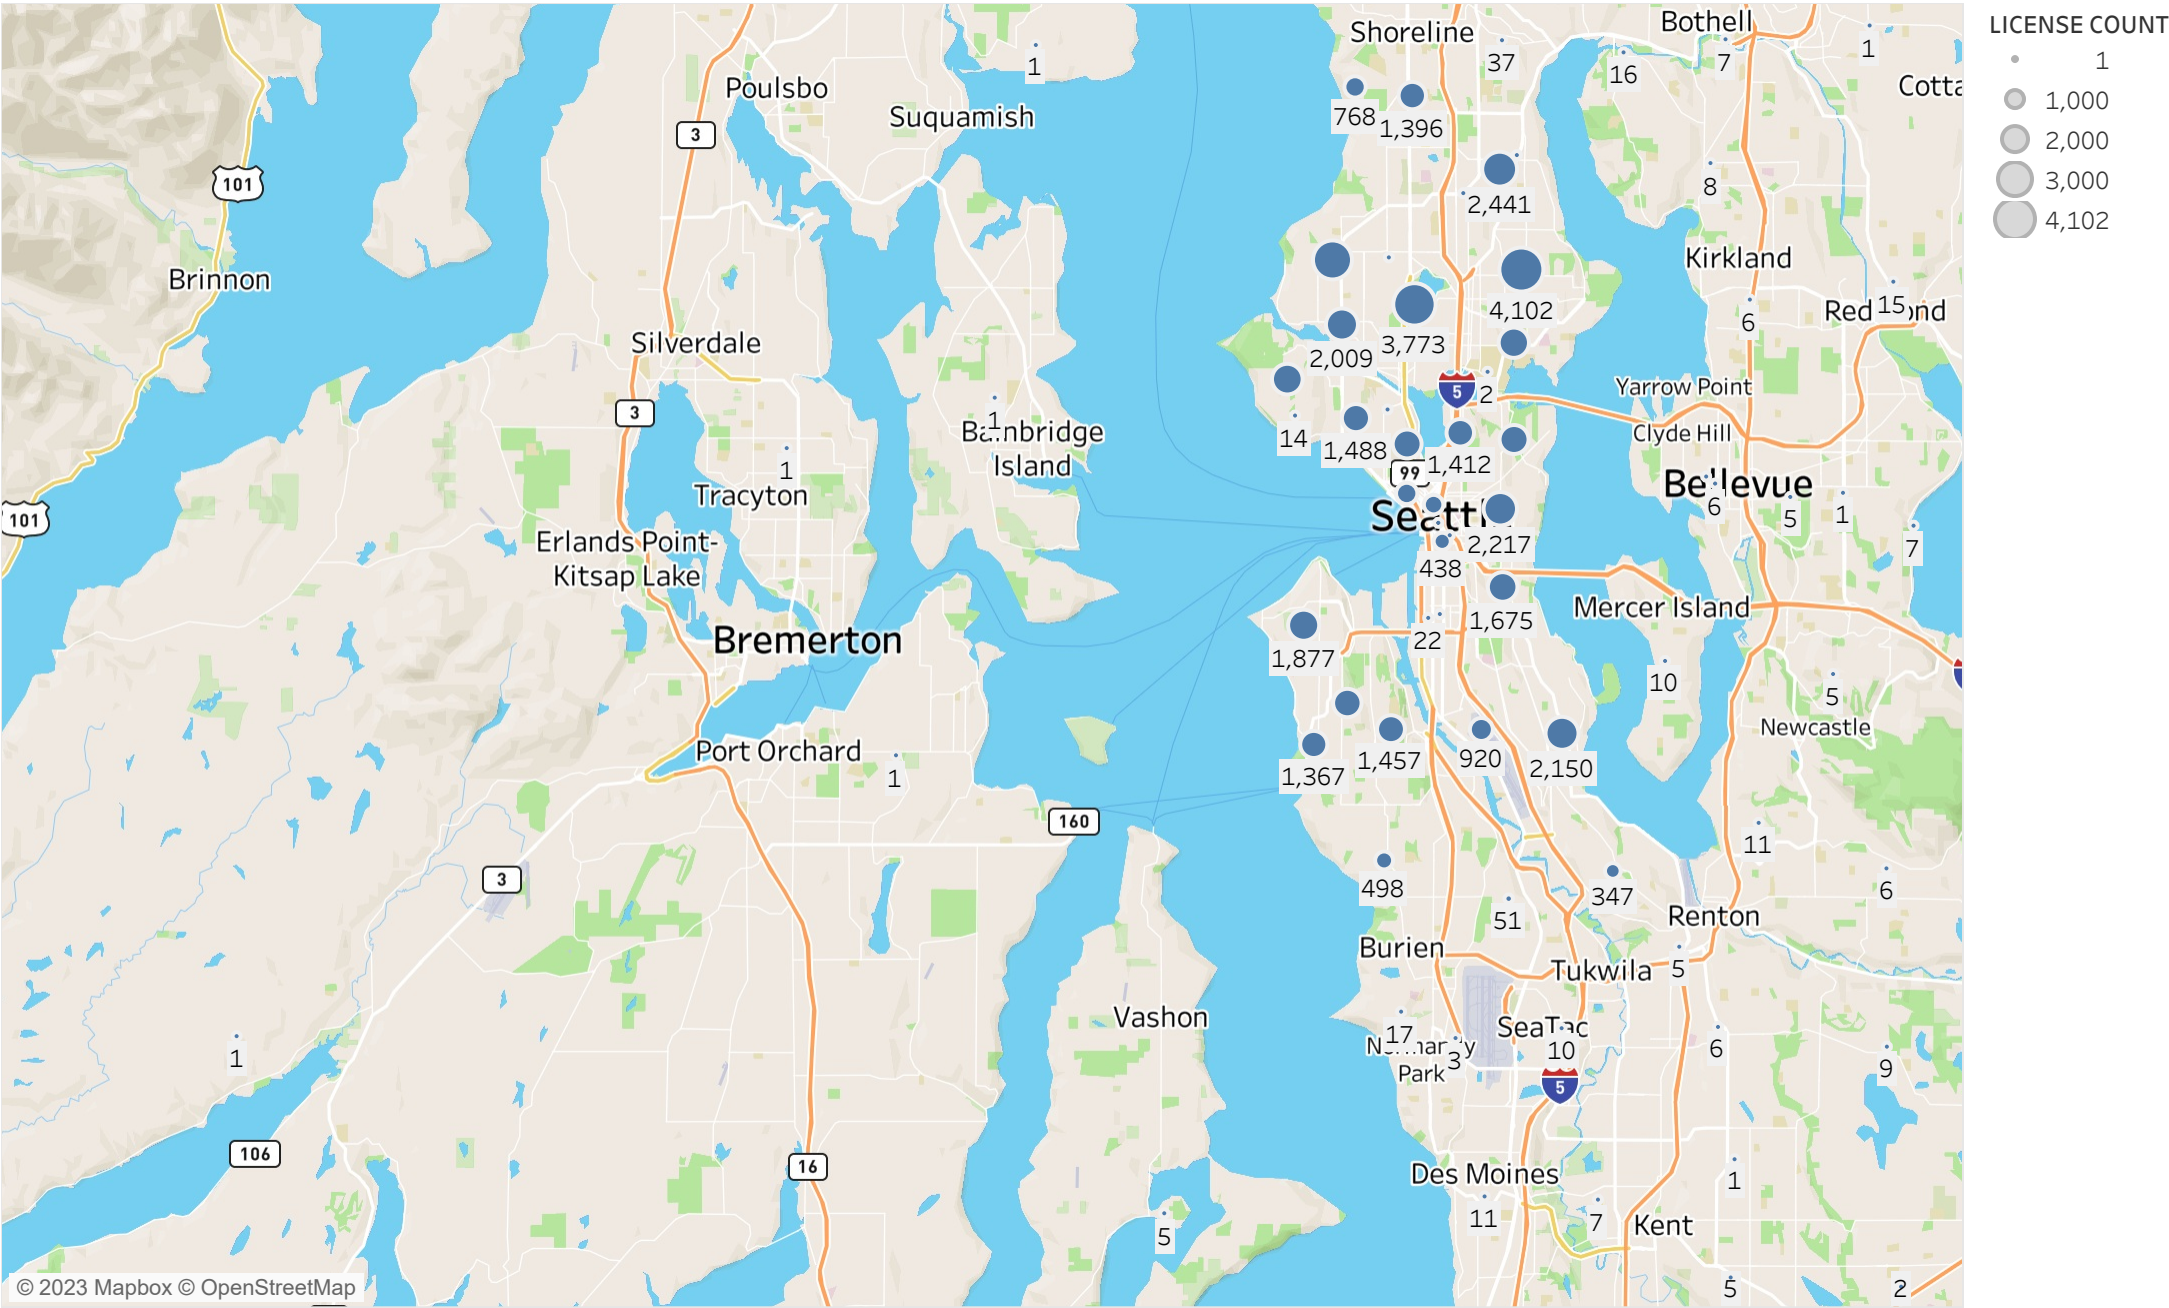 Shoreline
Bothell
LICENSE COUNT
1
1,000
2,000
3,000
4,102
37
16
7
1
1
Poulsbo
Suquamish
Cotta
768
1,396
3
101
8
2,441
Brinnon
Kirkland
4,102
15
6
Silverdale
2,009
3,773
Yarrow Point
5
2
3
1
14
1,488
Clyde Hill
Bainbridge
Island
1,412
99
1
Tracyton
Bellevue
6
5
1
101
Seattle
2,217
7
Erlands Point-
Kitsap Lake
438
Mercer Island
1,675
Bremerton
22
1,877
10
5
Newcastle
Port Orchard
1
1,367
1,457
920
2,150
160
11
3
498
347
6
51
Renton
Burien
Tukwila
5
Vashon
17
SeaTac
10
Normandy
Park
3
6
9
1
5
106
16
Des Moines
1
11
7
Kent
5
5
2
© 2023 Mapbox © OpenStreetMap